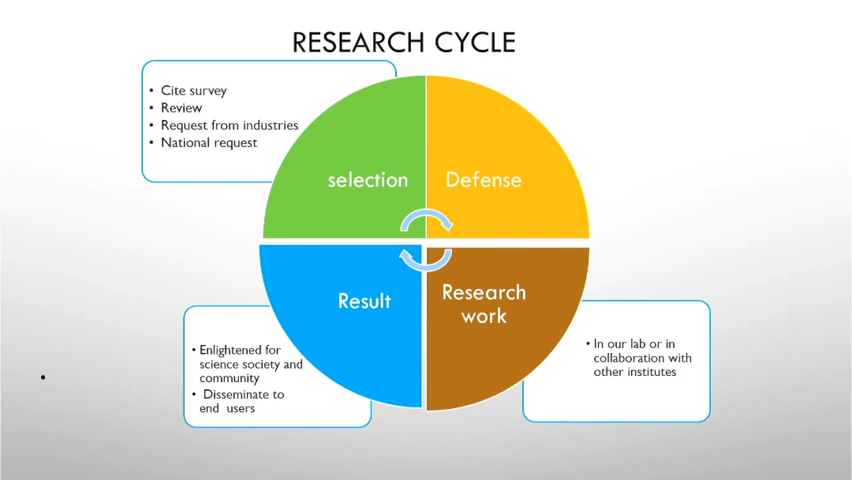 RESEARCH CYCLE
• Cite survey
• Review
• Request from industries
• National request
selection
Defense
Result
Research
work
• Enlightened for
science society and
community
• Disseminate to
end users
• In our lab or in
collaboration with
other institutes
•